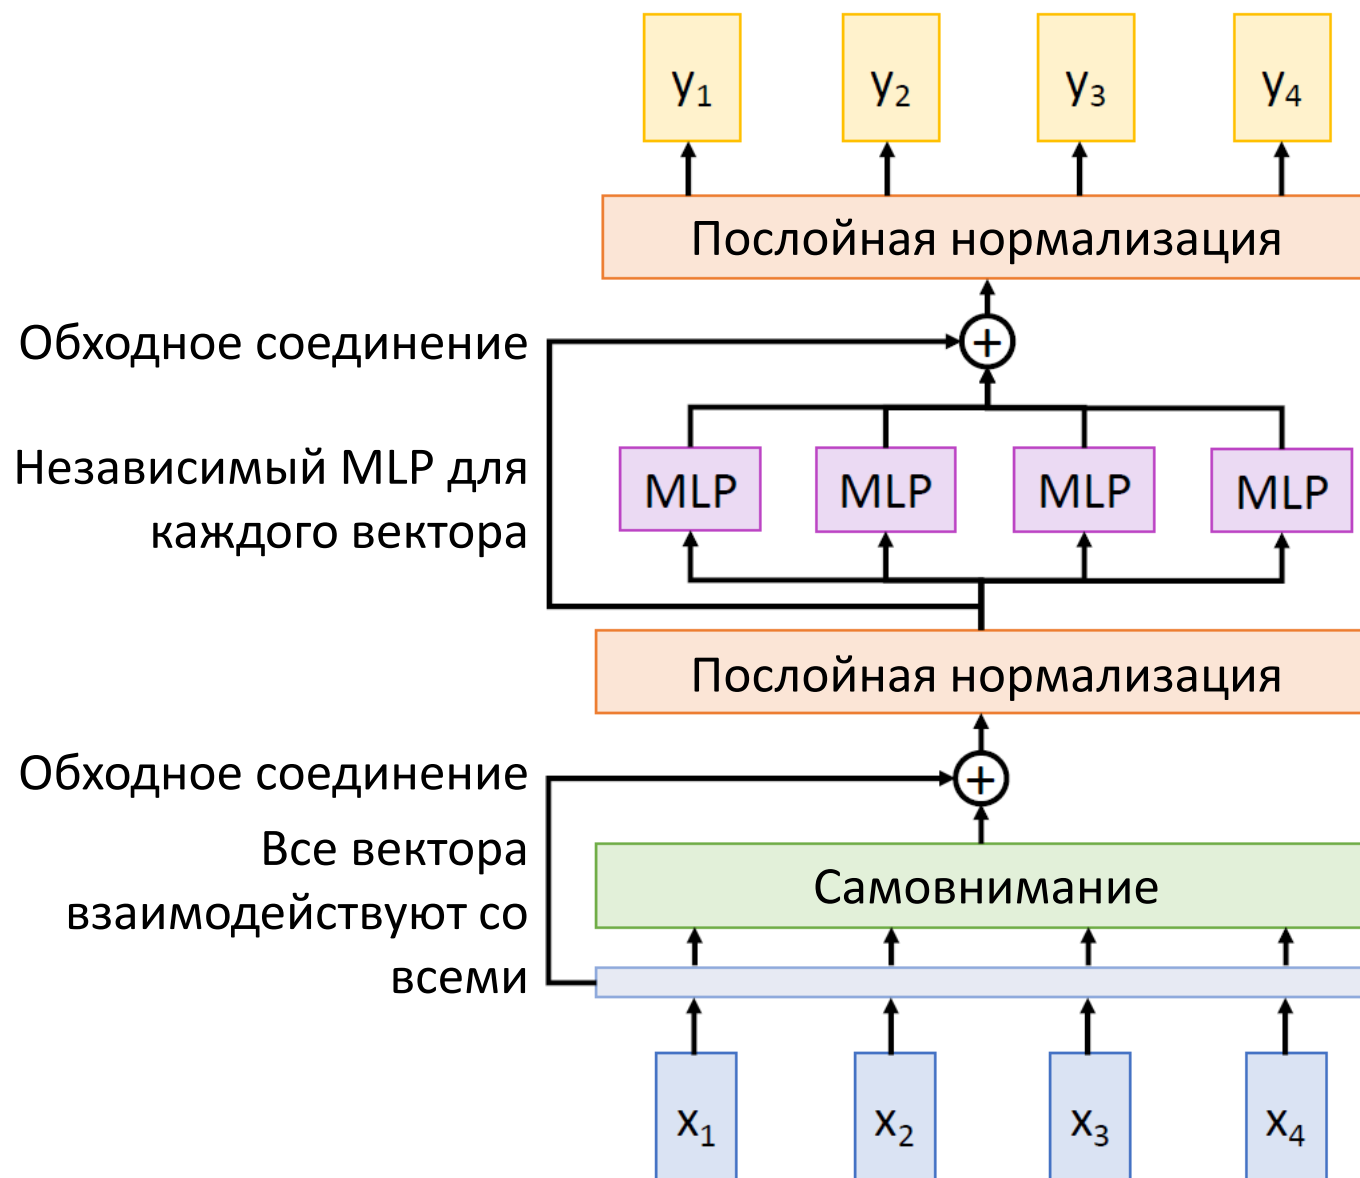 y1 y2 y3 y4
Послойная нормализация
Обходное соединение
+
Независимый MLP для
каждого вектора
MLP MLP MLP MLP
Послойная нормализация
Обходное соединение
+
Все вектора
взаимодействуют со
всеми
Самовнимание
x1 x2 x3 x4